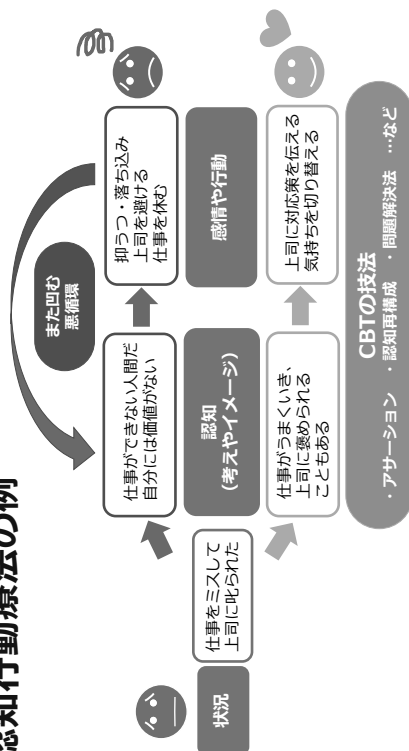 認知行動療法の例
状況
仕事をミスして
上司に叱られた
仕事ができない人間だ
自分には価値がない
認知
(考えやイメージ)
仕事がうまくいき、
上司に褒められる
こともある
また凹む
悪循環
抑うつ・落ち込み
上司を避ける
仕事を休む
感情や行動
上司に対応策を伝える
気持ちを切り替える
CBTの技法
・アサーション ・認知再構成 ・問題解決法 …など